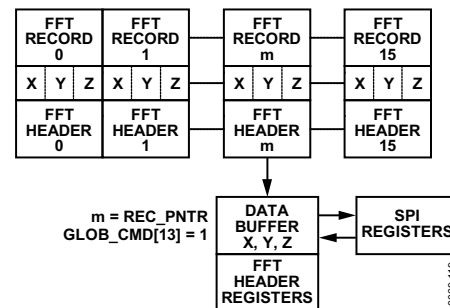 FFT FFT FFT FFT
RECORD RECORD RECORD RECORD
0 1 m 15
X Y Z X Y Z X Y Z X Y Z
FFT FFT FFT FFT
HEADER HEADER HEADER HEADER
0 1 m 15
m = REC_PNTR
GLOB_CMD[13] = 1
DATA
BUFFER
X, Y, Z
SPI
REGISTERS
FFT
HEADER
REGISTERS